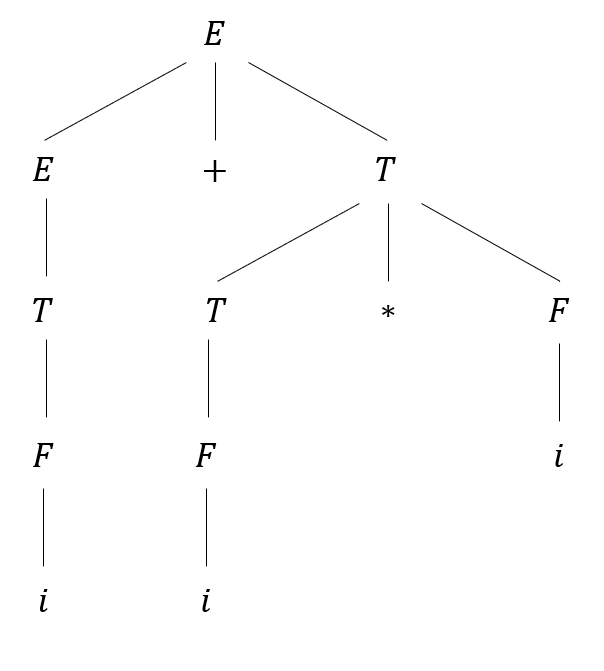 E
E + T
T T * F
F F i
i i